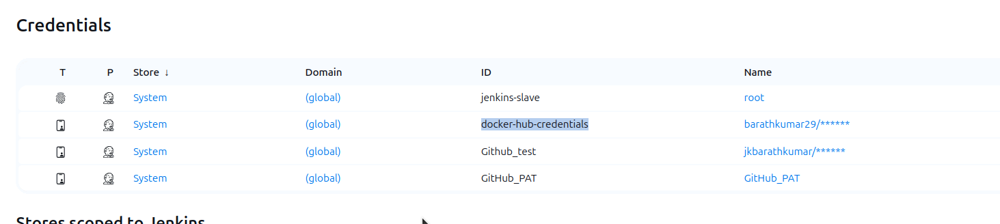 Credentials
T P Store ↓ Domain ID Name
System (global) jenkins-slave root
System (global) docker-hub-credentials barathkumar29/******
System (global) Github_test jkbarathkumar/******
System (global) GitHub_PAT GitHub_PAT
Stores scoped to Jenkins